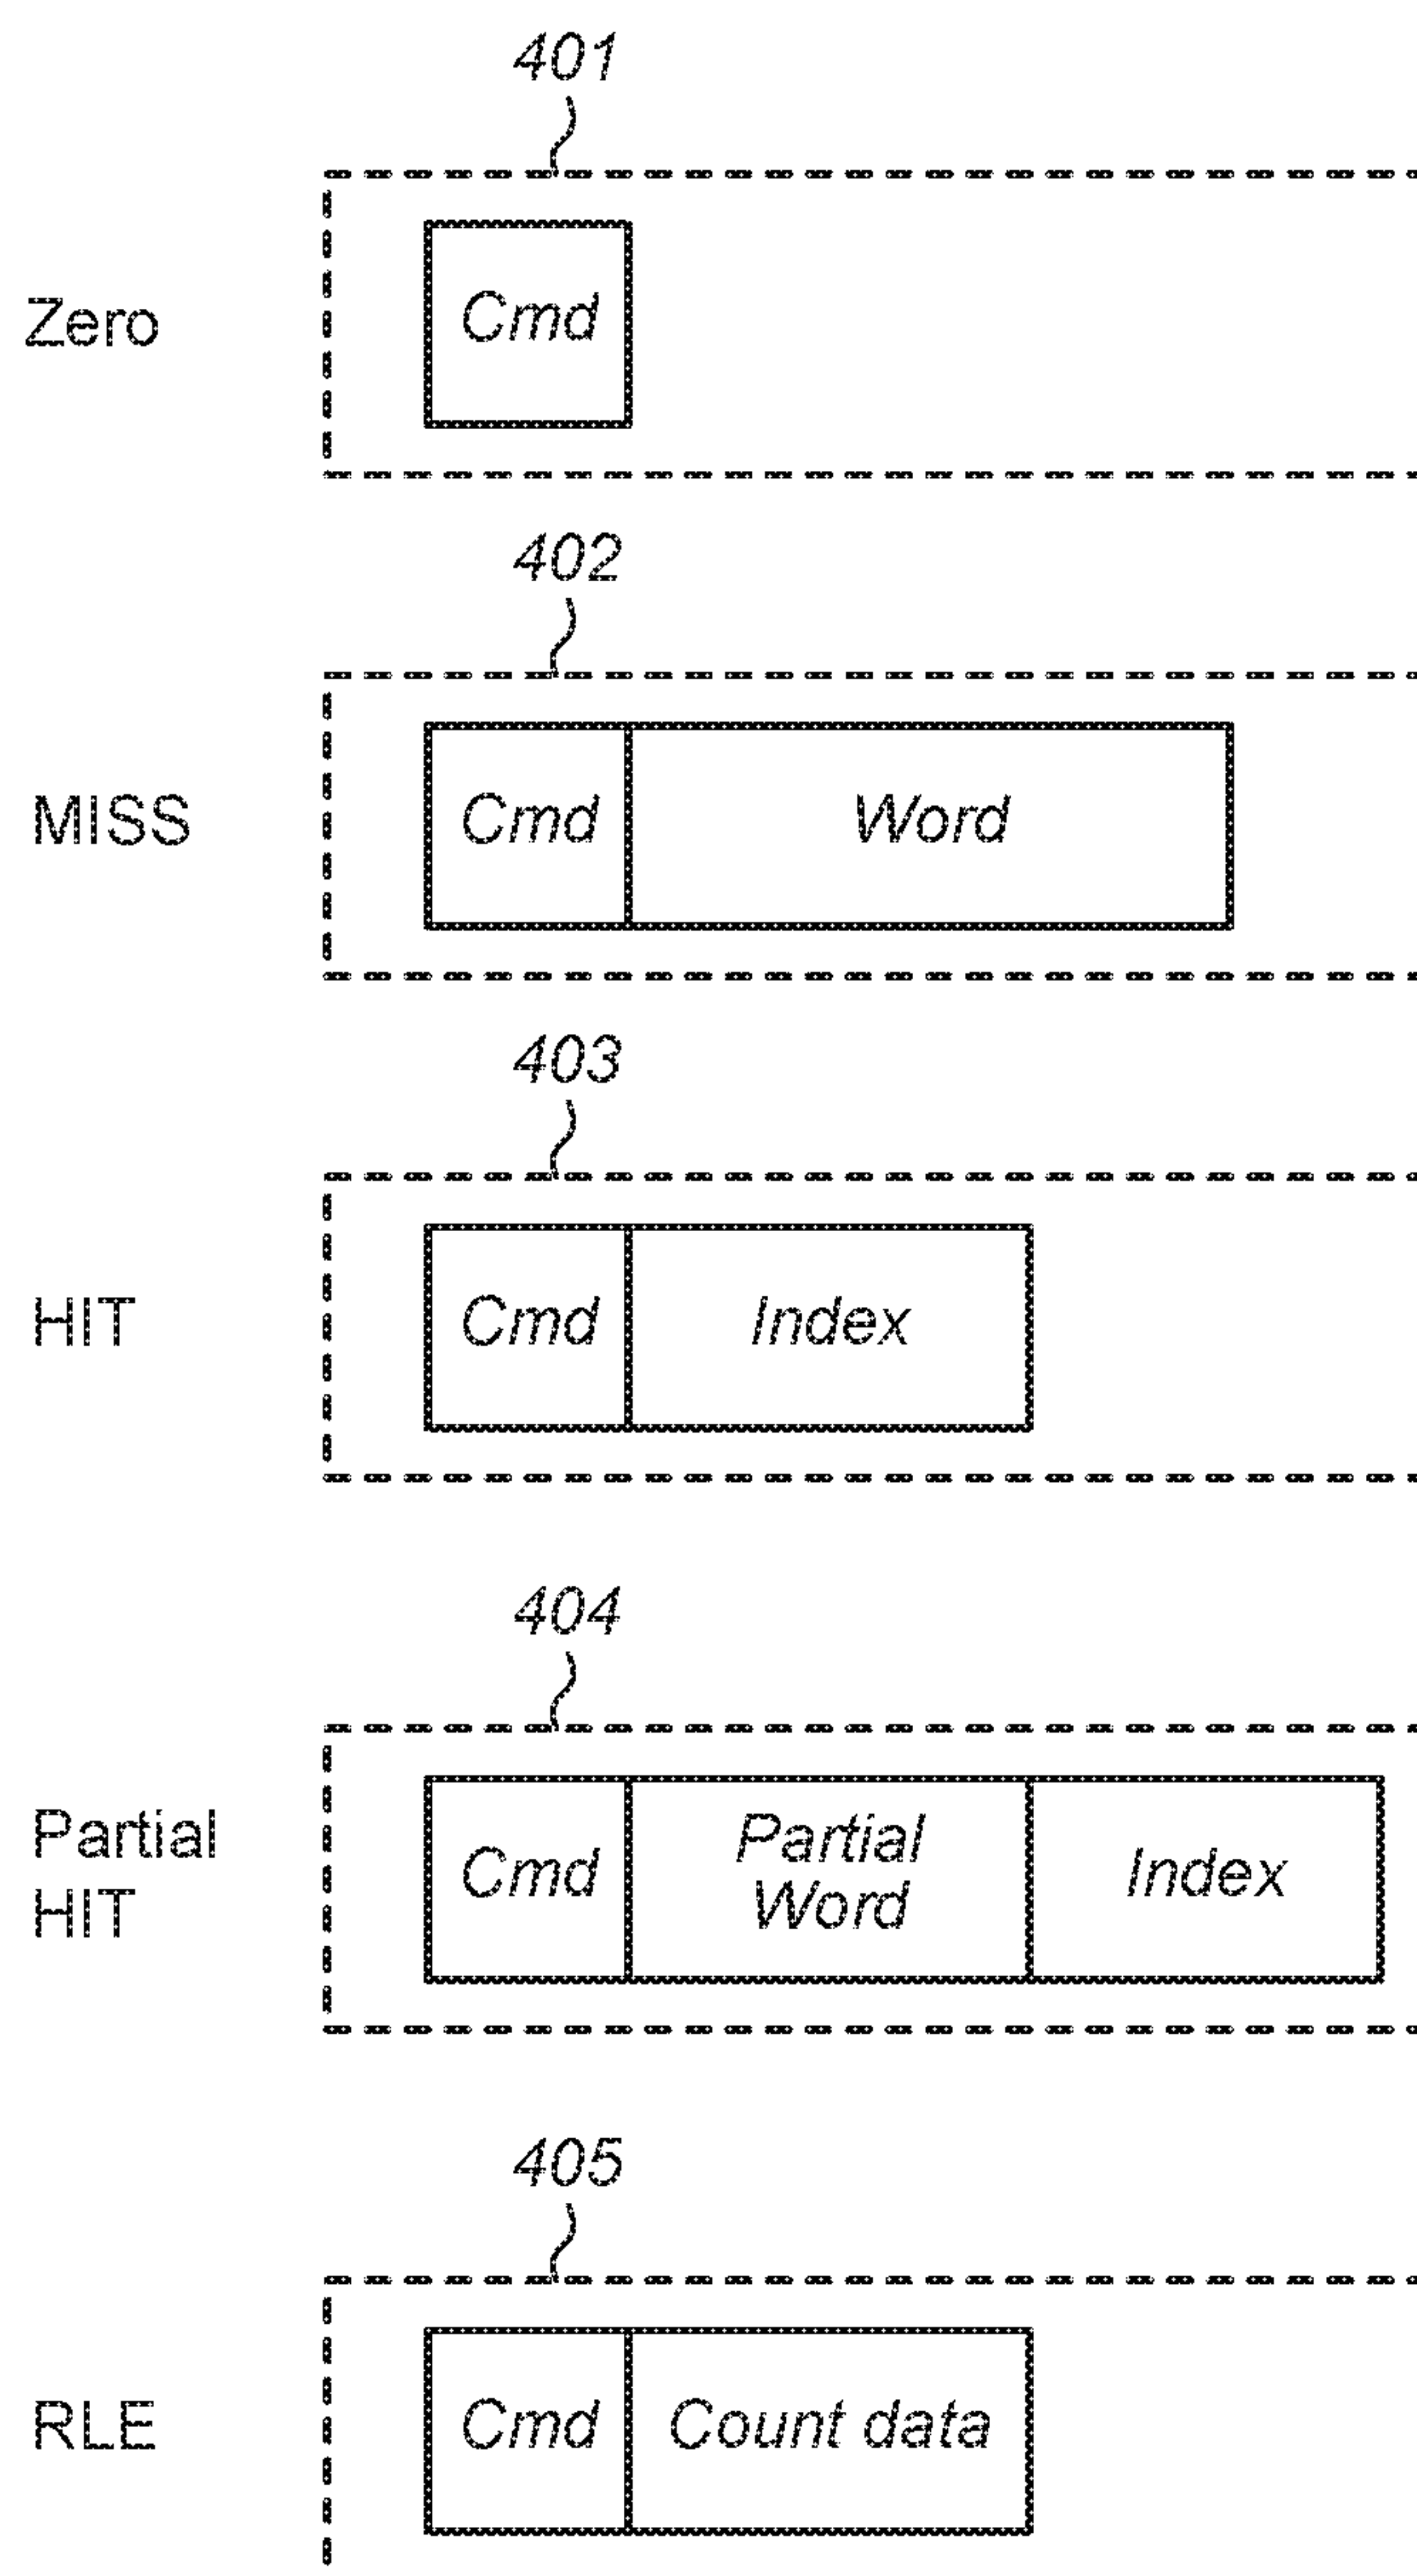 401
Zero
Cmd
402
MISS
Cmd
Word
403
HIT
Cmd
Index
404
Partial
HIT
Cmd
Partial
Word
Index
405
RLE
Cmd
Count data